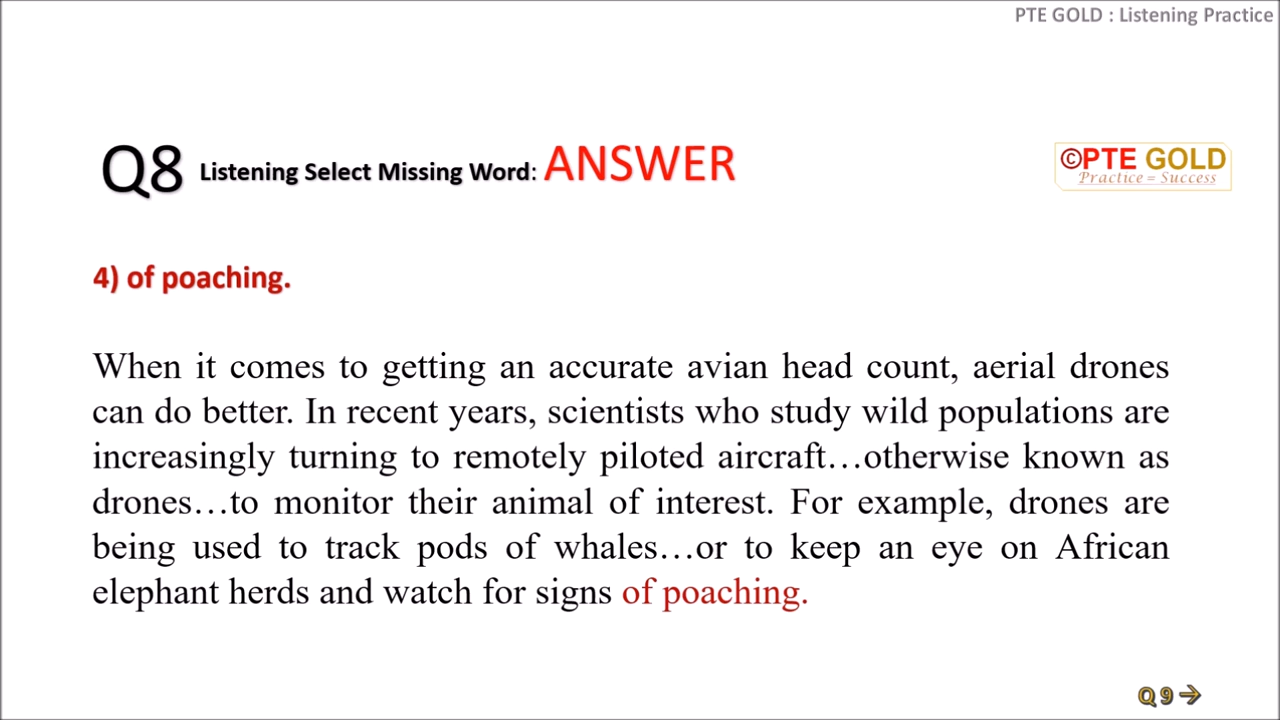 PTE GOLD : Listening Practice
Q8 Listening Select Missing Word: ANSWER
©PTE GOLD
Practice = Success
4) of poaching.
When it comes to getting an accurate avian head count, aerial drones
can do better. In recent years, scientists who study wild populations are
increasingly turning to remotely piloted aircraft…otherwise known as
drones…to monitor their animal of interest. For example, drones are
being used to track pods of whales…or to keep an eye on African
elephant herds and watch for signs of poaching.
Q9→